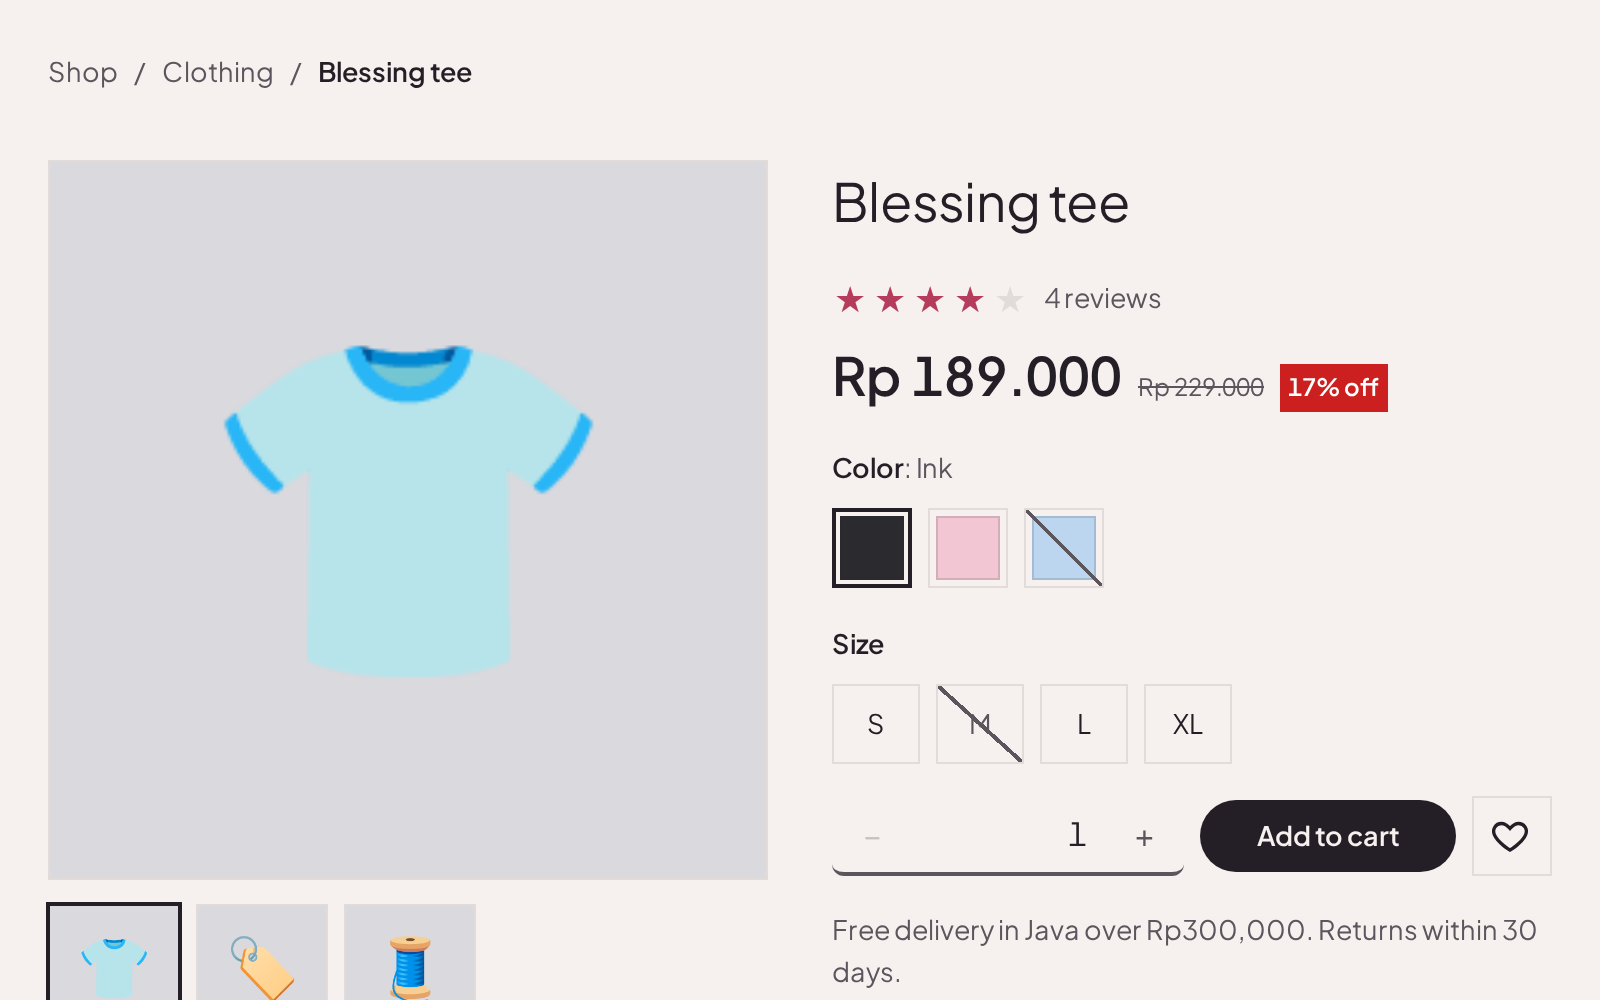 Shop / Clothing / Blessing tee
Blessing tee
4 reviews
Rp 189.000 Rp 229.000 17% off
Color: Ink
Size
S M L XL
− 1 + Add to cart
Free delivery in Java over Rp300,000. Returns within 30
days.